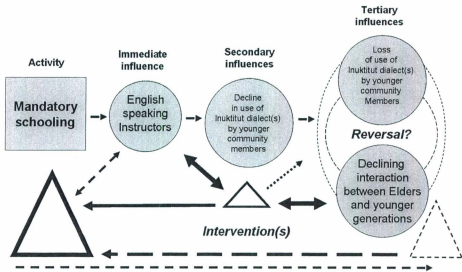 Tertiary
influences
Immediate
influence
Secondary
influences
Activity
Loss
of use of
Inuktitut dialect(s)
by younger
community
Members
Mandatory
schooling
English
speaking
Instructors
Decline
in use of
Inuktitut dialect(s)
by younger
community
members
Reversal?
Declining
interaction
between Elders
and younger
generations
Intervention(s)